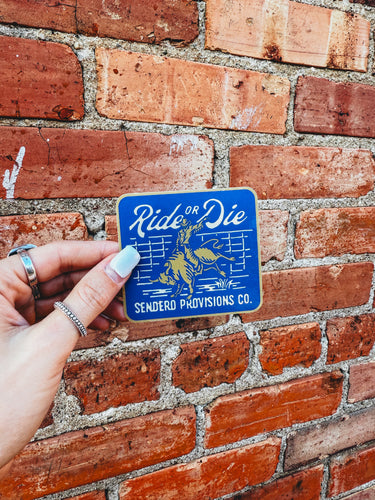 Ride OR Die
SENDERO PROVISIONS CO.